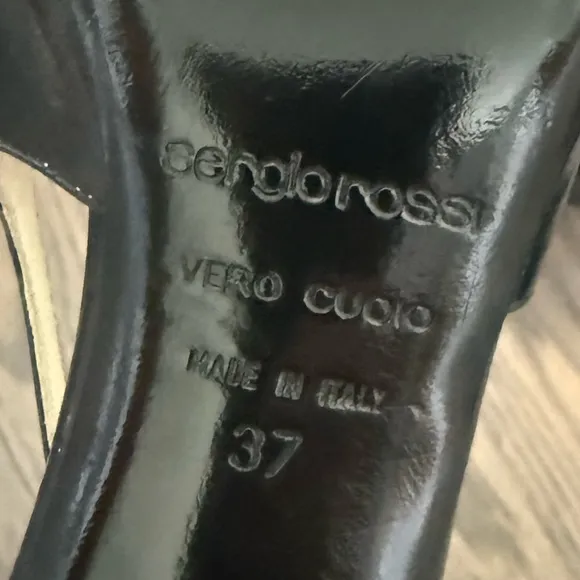 sergio rossi
VERO CUOIO
MADE IN ITALY
37